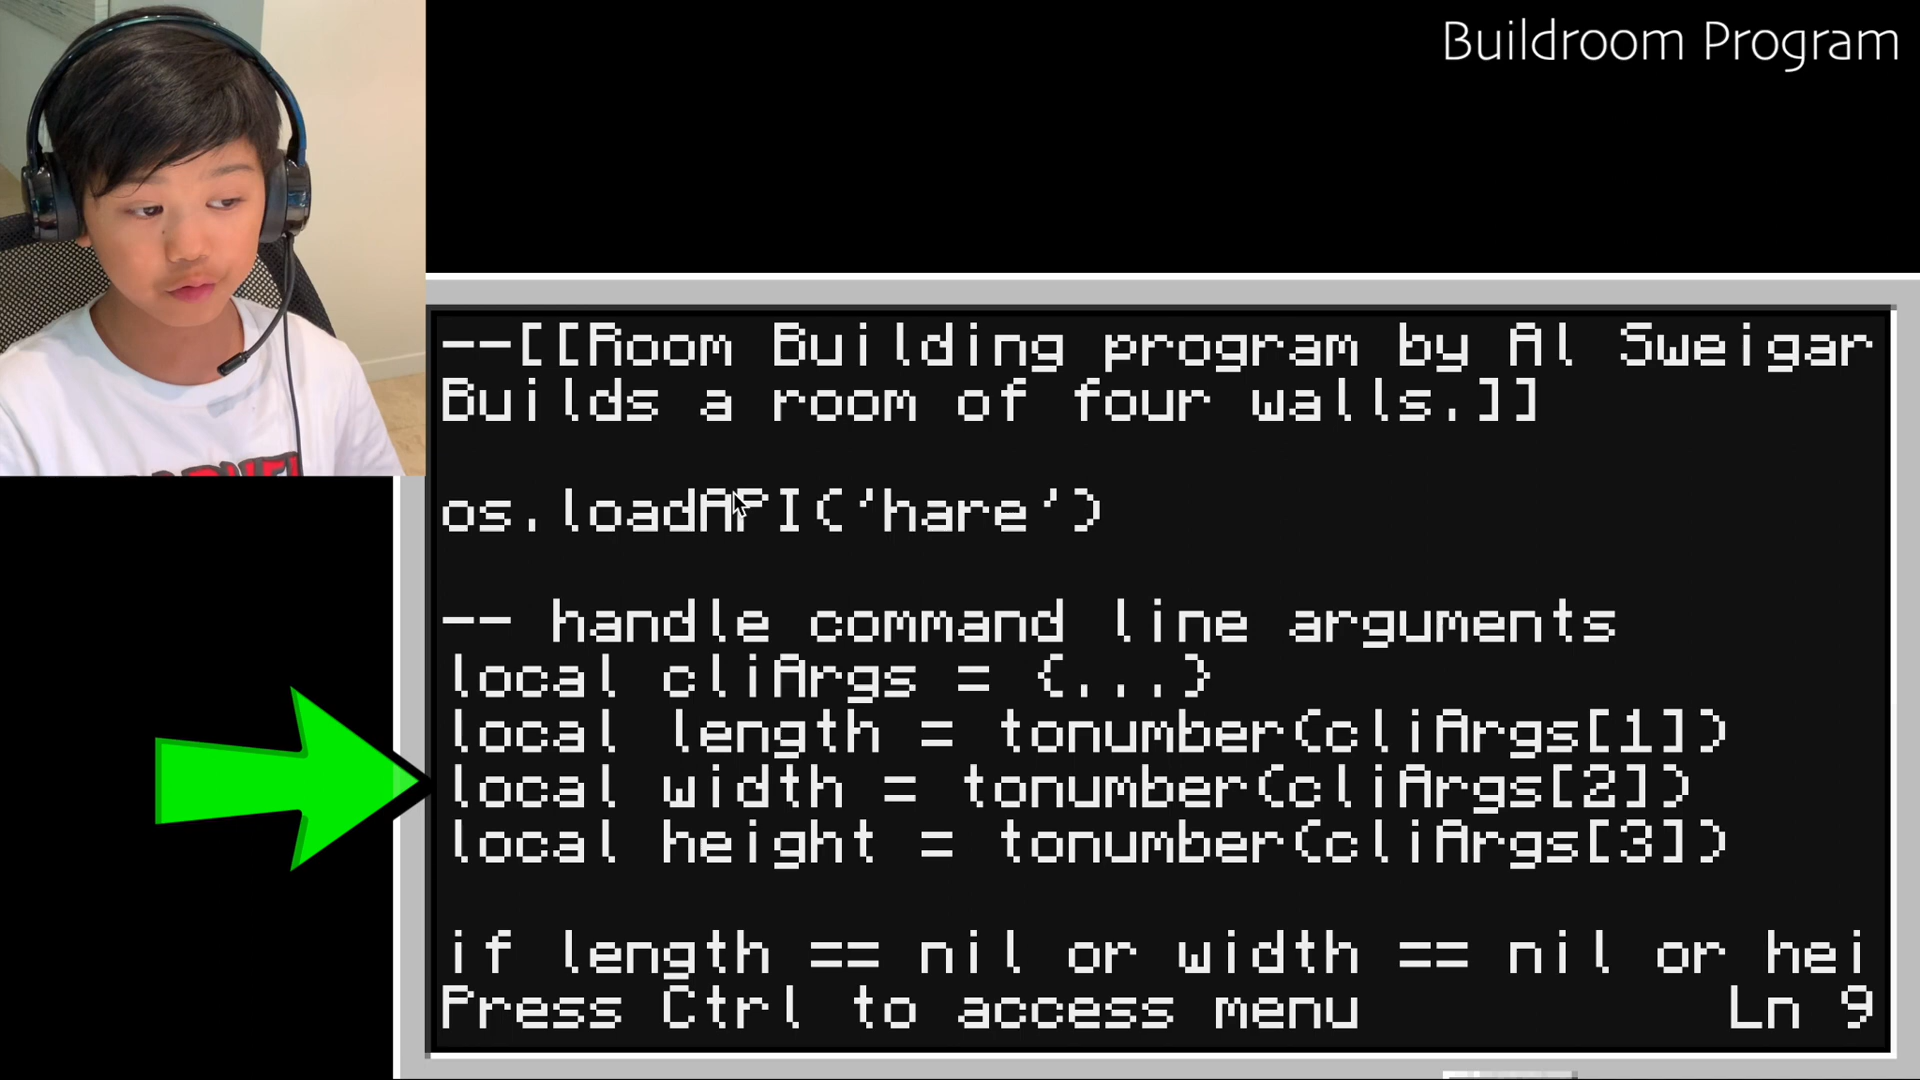 Buildroom Program
--[[Room Building program by Al Sweigar
Builds a room of four walls.]]
os.loadAPI('hare')
-- handle command line arguments
local cliArgs = {...}
local length = tonumber(cliArgs[1])
local width = tonumber(cliArgs[2])
local height = tonumber(cliArgs[3])
if length == nil or width == nil or hei
Press Ctrl to access menu Ln 9